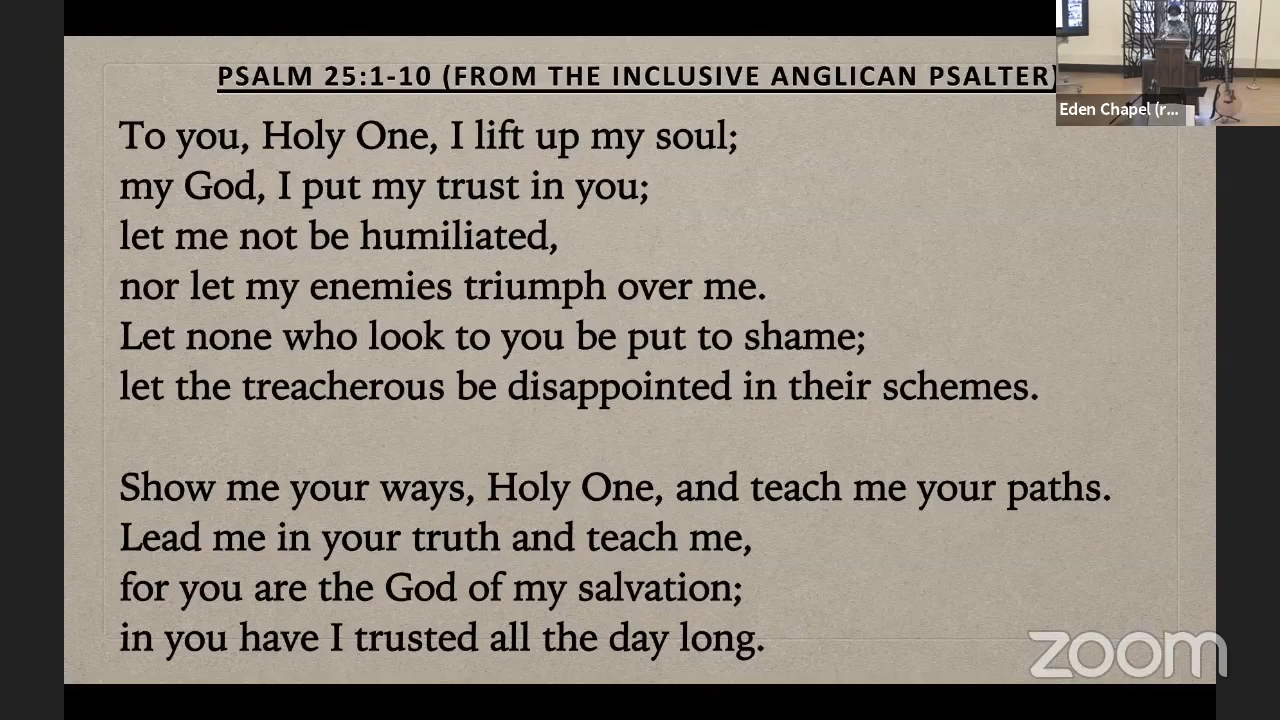 PSALM 25:1-10 (FROM THE INCLUSIVE ANGLICAN PSALTER)
Eden Chapel (r...
To you, Holy One, I lift up my soul;
my God, I put my trust in you;
let me not be humiliated,
nor let my enemies triumph over me.
Let none who look to you be put to shame;
let the treacherous be disappointed in their schemes.
Show me your ways, Holy One, and teach me your paths.
Lead me in your truth and teach me,
for you are the God of my salvation;
in you have I trusted all the day long.
zoom